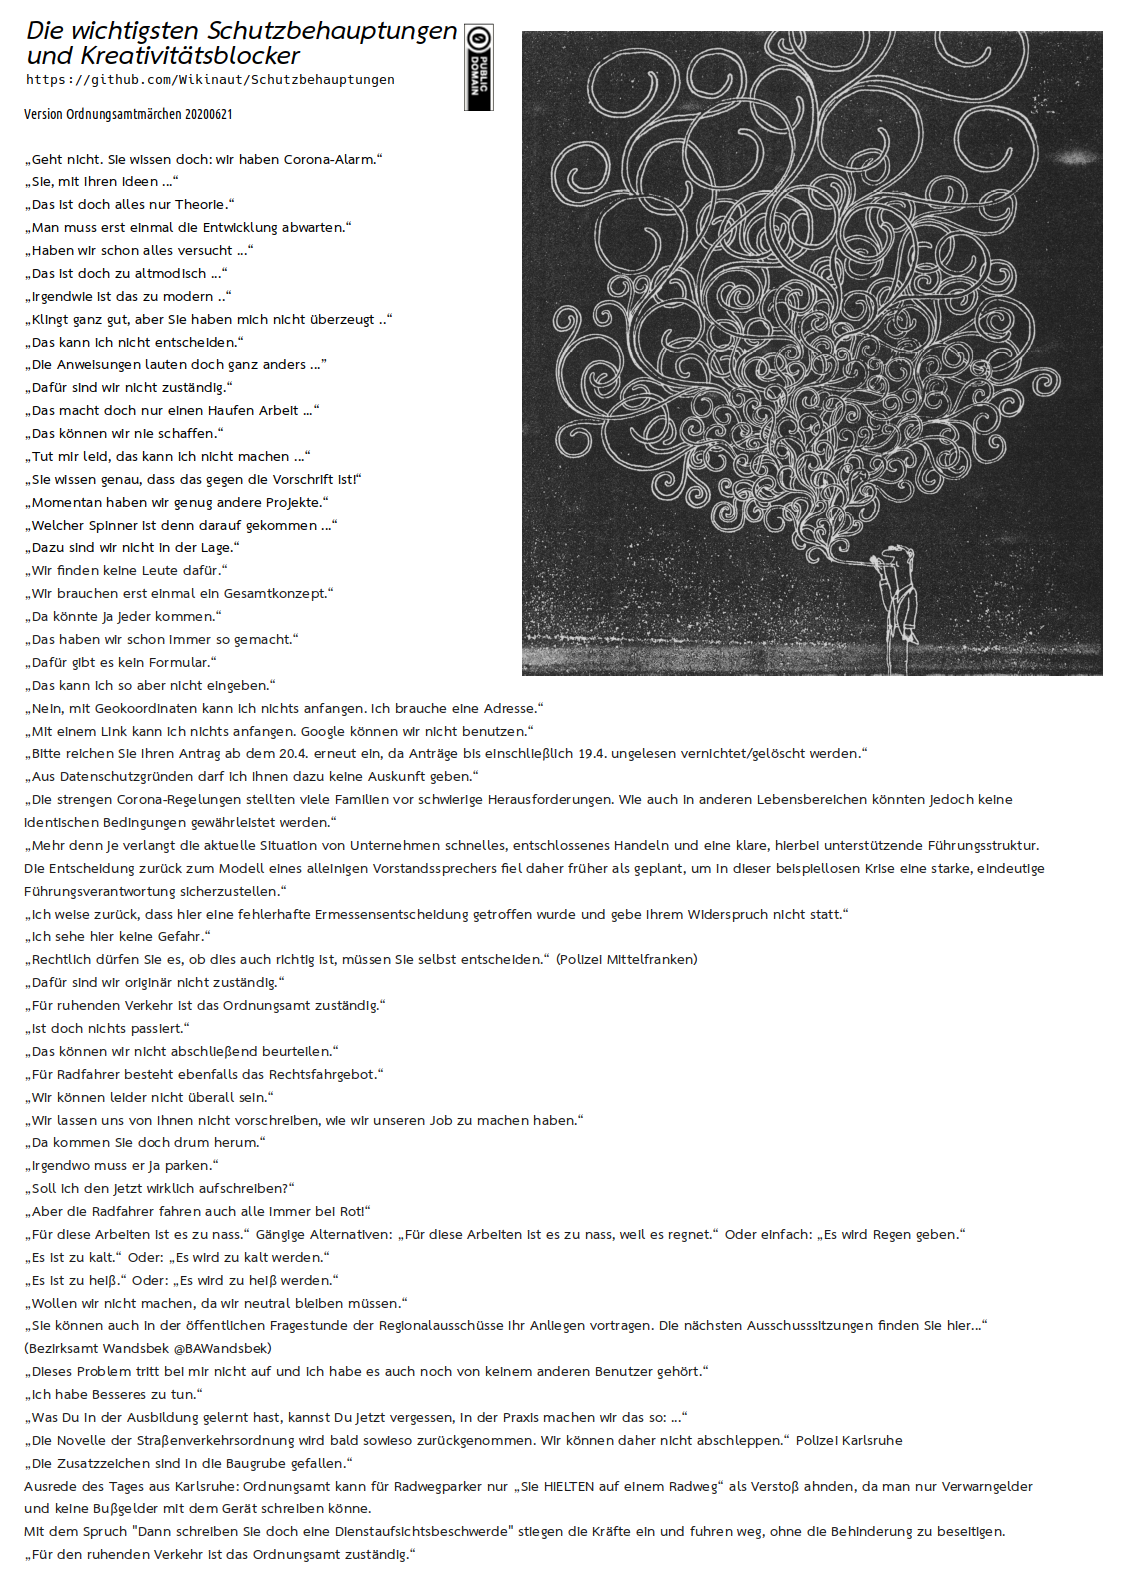 Die wichtigsten Schutzbehauptungen
und Kreativitätsblocker
https://github.com/Wikinaut/Schutzbehauptungen
PUBLIC
DOMAIN
Version Ordnungsamtmärchen 20200621
„Geht nicht. Sie wissen doch: wir haben Corona-Alarm.“
„Sie, mit Ihren Ideen ...“
„Das ist doch alles nur Theorie.“
„Man muss erst einmal die Entwicklung abwarten.“
„Haben wir schon alles versucht ...“
„Das ist doch zu altmodisch ...“
„Irgendwie ist das zu modern ..“
„Klingt ganz gut, aber Sie haben mich nicht überzeugt ..“
„Das kann ich nicht entscheiden.“
„Die Anweisungen lauten doch ganz anders ...”
„Dafür sind wir nicht zuständig.“
„Das macht doch nur einen Haufen Arbeit ...“
„Das können wir nie schaffen.“
„Tut mir leid, das kann ich nicht machen ...“
„Sie wissen genau, dass das gegen die Vorschrift ist!“
„Momentan haben wir genug andere Projekte.“
„Welcher Spinner ist denn darauf gekommen ...“
„Dazu sind wir nicht in der Lage.“
„Wir finden keine Leute dafür.“
„Wir brauchen erst einmal ein Gesamtkonzept.“
„Da könnte ja jeder kommen.“
„Das haben wir schon immer so gemacht.“
„Dafür gibt es kein Formular.“
„Das kann ich so aber nicht eingeben.“
„Nein, mit Geokoordinaten kann ich nichts anfangen. Ich brauche eine Adresse.“
„Mit einem Link kann ich nichts anfangen. Google können wir nicht benutzen.“
„Bitte reichen Sie Ihren Antrag ab dem 20.4. erneut ein, da Anträge bis einschließlich 19.4. ungelesen vernichtet/gelöscht werden.“
„Aus Datenschutzgründen darf ich Ihnen dazu keine Auskunft geben.“
„Die strengen Corona-Regelungen stellten viele Familien vor schwierige Herausforderungen. Wie auch in anderen Lebensbereichen könnten jedoch keine
identischen Bedingungen gewährleistet werden.“
„Mehr denn je verlangt die aktuelle Situation von Unternehmen schnelles, entschlossenes Handeln und eine klare, hierbei unterstützende Führungsstruktur.
Die Entscheidung zurück zum Modell eines alleinigen Vorstandssprechers fiel daher früher als geplant, um in dieser beispiellosen Krise eine starke, eindeutige
Führungsverantwortung sicherzustellen.“
„Ich weise zurück, dass hier eine fehlerhafte Ermessensentscheidung getroffen wurde und gebe Ihrem Widerspruch nicht statt.“
„Ich sehe hier keine Gefahr.“
„Rechtlich dürfen Sie es, ob dies auch richtig ist, müssen Sie selbst entscheiden.“ (Polizei Mittelfranken)
„Dafür sind wir originär nicht zuständig.“
„Für ruhenden Verkehr ist das Ordnungsamt zuständig.“
„Ist doch nichts passiert.“
„Das können wir nicht abschließend beurteilen.“
„Für Radfahrer besteht ebenfalls das Rechtsfahrgebot.“
„Wir können leider nicht überall sein.“
„Wir lassen uns von Ihnen nicht vorschreiben, wie wir unseren Job zu machen haben.“
„Da kommen Sie doch drum herum.“
„Irgendwo muss er ja parken.“
„Soll ich den jetzt wirklich aufschreiben?“
„Aber die Radfahrer fahren auch alle immer bei Rot!“
„Für diese Arbeiten ist es zu nass.“ Gängige Alternativen: „Für diese Arbeiten ist es zu nass, weil es regnet.“ Oder einfach: „Es wird Regen geben.“
„Es ist zu kalt.“ Oder: „Es wird zu kalt werden.“
„Es ist zu heiß.“ Oder: „Es wird zu heiß werden.“
„Wollen wir nicht machen, da wir neutral bleiben müssen.“
„Sie können auch in der öffentlichen Fragestunde der Regionalausschüsse Ihr Anliegen vortragen. Die nächsten Ausschusssitzungen finden Sie hier...“
(Bezirksamt Wandsbek @BAWandsbek)
„Dieses Problem tritt bei mir nicht auf und ich habe es auch noch von keinem anderen Benutzer gehört.“
„Ich habe Besseres zu tun.“
„Was Du in der Ausbildung gelernt hast, kannst Du jetzt vergessen, in der Praxis machen wir das so: ...“
„Die Novelle der Straßenverkehrsordnung wird bald sowieso zurückgenommen. Wir können daher nicht abschleppen.“ Polizei Karlsruhe
„Die Zusatzzeichen sind in die Baugrube gefallen.“
Ausrede des Tages aus Karlsruhe: Ordnungsamt kann für Radwegparker nur „Sie HIELTEN auf einem Radweg“ als Verstoß ahnden, da man nur Verwarngelder
und keine Bußgelder mit dem Gerät schreiben könne.
Mit dem Spruch "Dann schreiben Sie doch eine Dienstaufsichtsbeschwerde" stiegen die Kräfte ein und fuhren weg, ohne die Behinderung zu beseitigen.
„Für den ruhenden Verkehr ist das Ordnungsamt zuständig.“